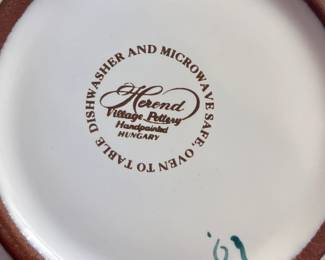 DISHWASHER AND MICROWAVE SAFE, OVEN TO TABLE
Herend
Village Pottery
Handpainted
HUNGARY